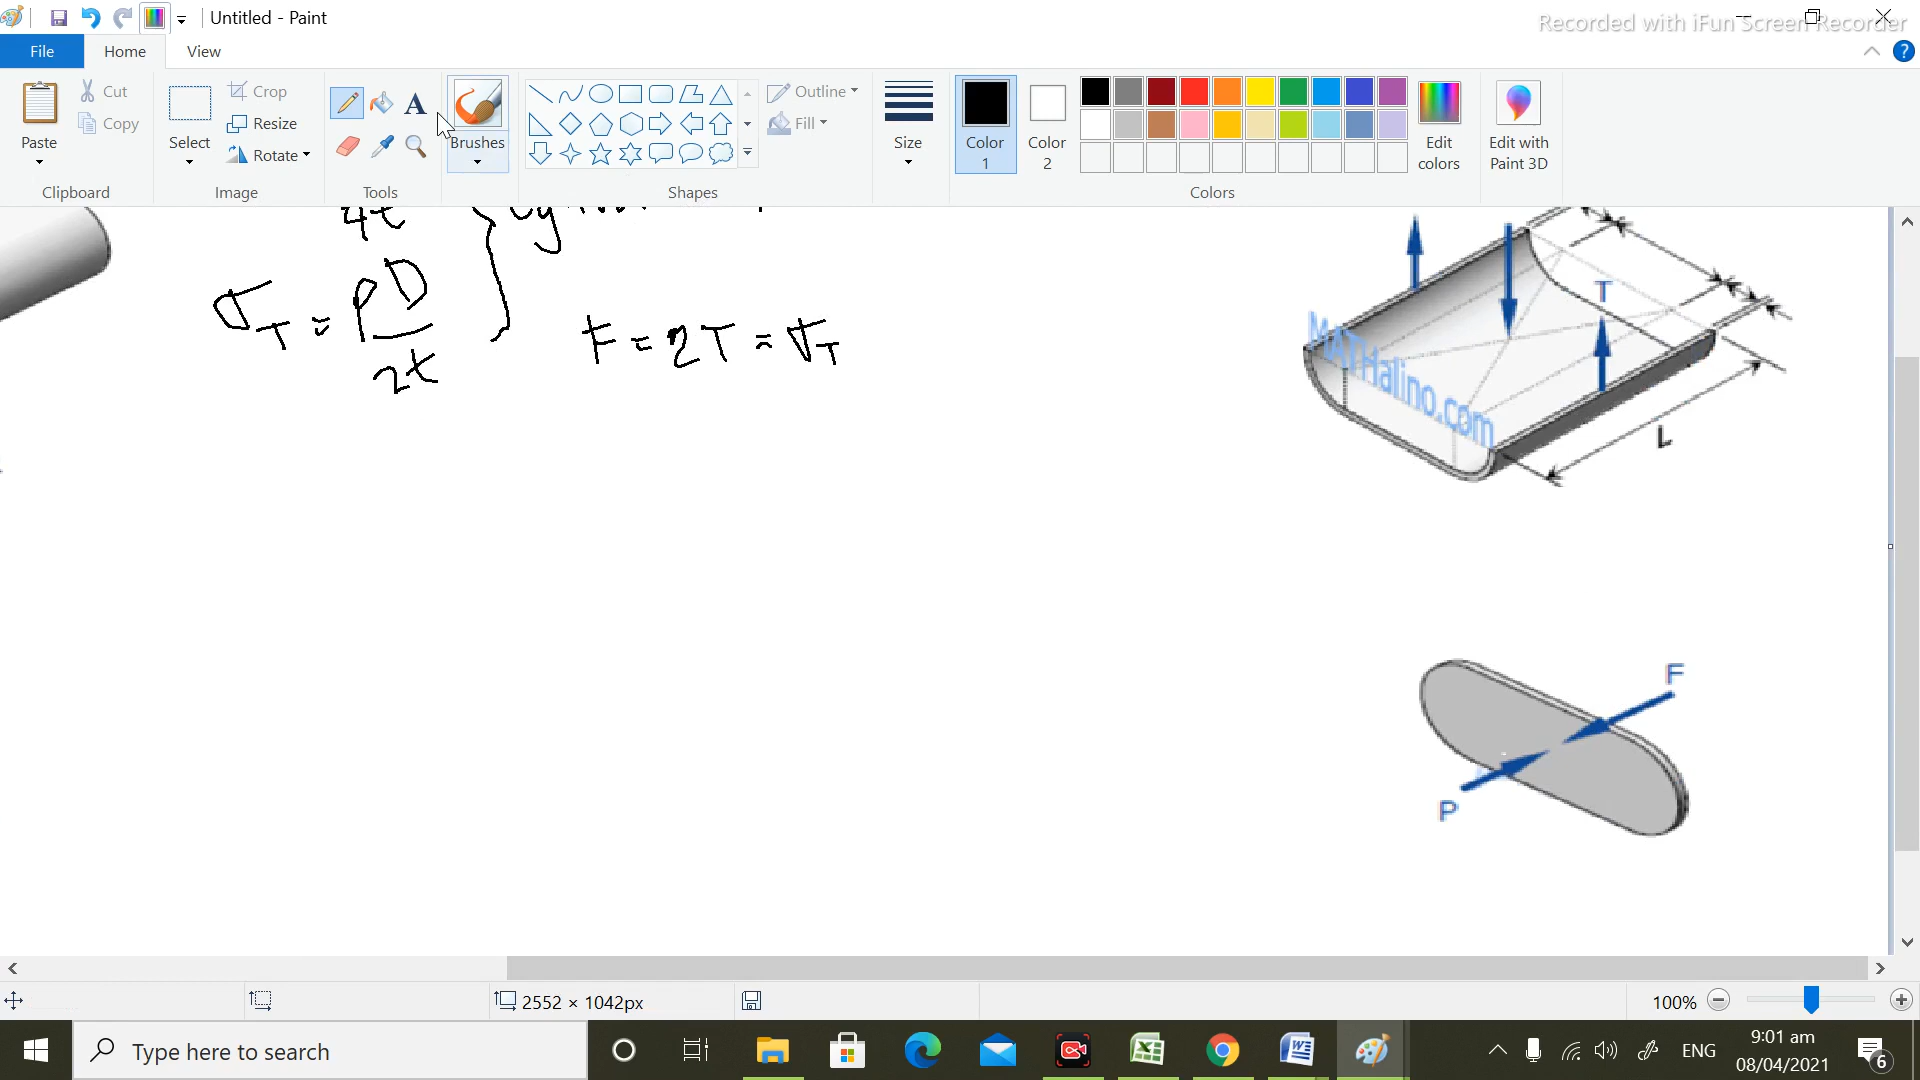 Untitled - Paint
Recorded with iFun Screen Recorder
File
Home
View
Paste
Cut
Copy
Clipboard
Select
Crop
Resize
Rotate
Image
A
Tools
Brushes
Shapes
Outline
Fill
Size
Color 1
Color 2
Colors
Edit colors
Edit with Paint 3D
4t
σT = PD
2t
F = 2T = σT
T
MATHalino.com
L
F
P
2552 × 1042px
100%
Type here to search
ENG
9:01 am
08/04/2021
6